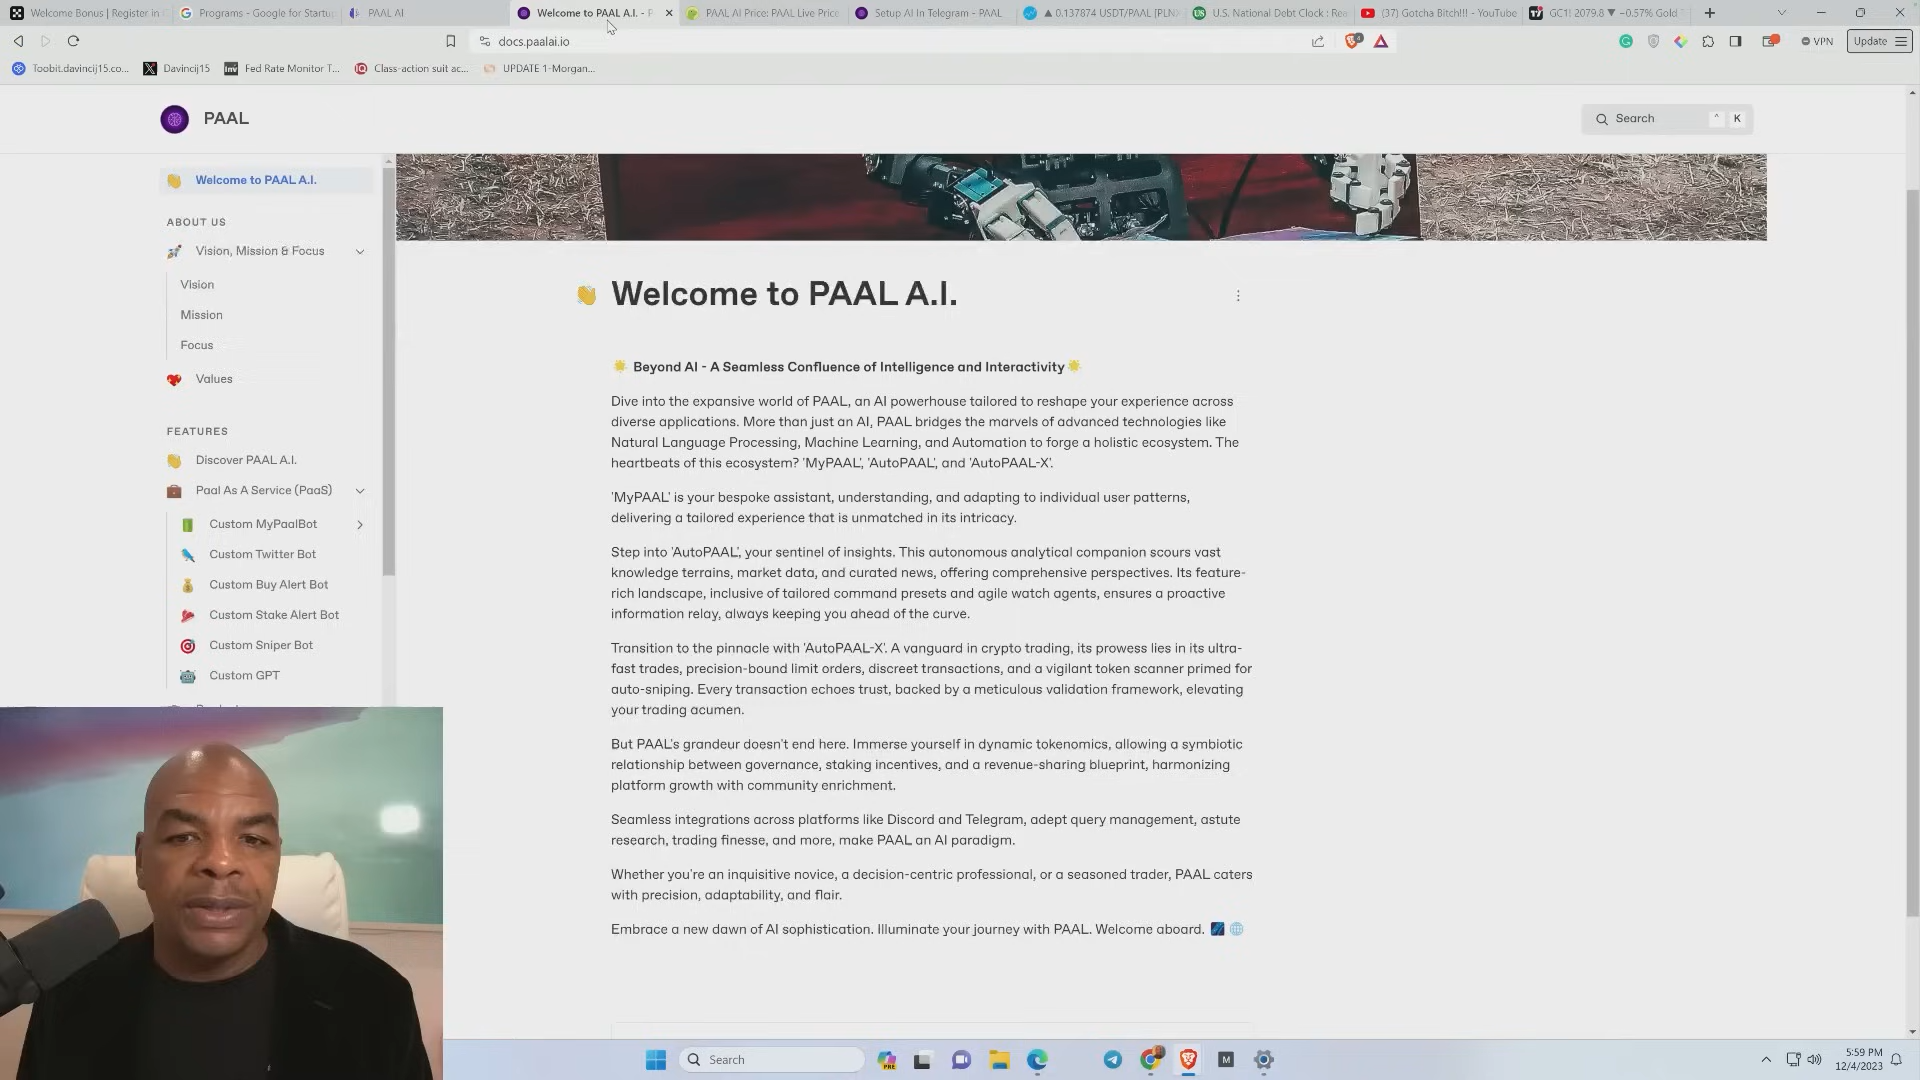 Welcome Bonus | Register in
Programs - Google for Startu
PAAL AI
Welcome to PAAL A.I. - P
PAAL AI Price: PAAL Live Price
Setup AI In Telegram - PAAL
▲ 0.137874 USDT/PAAL (PLN
U.S. National Debt Clock : Rea
(37) Gotcha Bitch!!! - YouTube
GC1! 2079.8 ▼ −0.57% Gold
docs.paalai.io
VPN
Update
Toobit.davincij15.co...
Davincij15
Fed Rate Monitor T...
Class-action suit ac...
UPDATE 1-Morgan...
PAAL
Search
^ K
Welcome to PAAL A.I.
ABOUT US
Vision, Mission & Focus
Vision
Mission
Focus
Values
FEATURES
Discover PAAL A.I.
Paal As A Service (PaaS)
Custom MyPaalBot
Custom Twitter Bot
Custom Buy Alert Bot
Custom Stake Alert Bot
Custom Sniper Bot
Custom GPT
👋 Welcome to PAAL A.I.
🌟 Beyond AI - A Seamless Confluence of Intelligence and Interactivity🌟
Dive into the expansive world of PAAL, an AI powerhouse tailored to reshape your experience across
diverse applications. More than just an AI, PAAL bridges the marvels of advanced technologies like
Natural Language Processing, Machine Learning, and Automation to forge a holistic ecosystem. The
heartbeats of this ecosystem? 'MyPAAL', 'AutoPAAL', and 'AutoPAAL-X'.
'MyPAAL' is your bespoke assistant, understanding, and adapting to individual user patterns,
delivering a tailored experience that is unmatched in its intricacy.
Step into 'AutoPAAL', your sentinel of insights. This autonomous analytical companion scours vast
knowledge terrains, market data, and curated news, offering comprehensive perspectives. Its feature-
rich landscape, inclusive of tailored command presets and agile watch agents, ensures a proactive
information relay, always keeping you ahead of the curve.
Transition to the pinnacle with 'AutoPAAL-X'. A vanguard in crypto trading, its prowess lies in its ultra-
fast trades, precision-bound limit orders, discreet transactions, and a vigilant token scanner primed for
auto-sniping. Every transaction echoes trust, backed by a meticulous validation framework, elevating
your trading acumen.
But PAAL's grandeur doesn't end here. Immerse yourself in dynamic tokenomics, allowing a symbiotic
relationship between governance, staking incentives, and a revenue-sharing blueprint, harmonizing
platform growth with community enrichment.
Seamless integrations across platforms like Discord and Telegram, adept query management, astute
research, trading finesse, and more, make PAAL an AI paradigm.
Whether you're an inquisitive novice, a decision-centric professional, or a seasoned trader, PAAL caters
with precision, adaptability, and flair.
Embrace a new dawn of AI sophistication. Illuminate your journey with PAAL. Welcome aboard.
Search
5:59 PM
12/4/2023